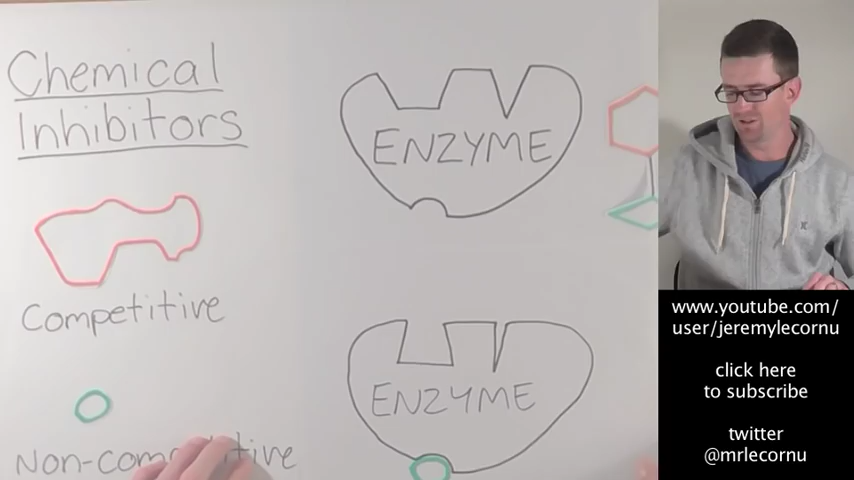 Chemical
Inhibitors
ENZYME
Competitive
ENZYME
www.youtube.com/
user/jeremylecornu
click here
to subscribe
twitter
@mrlecornu